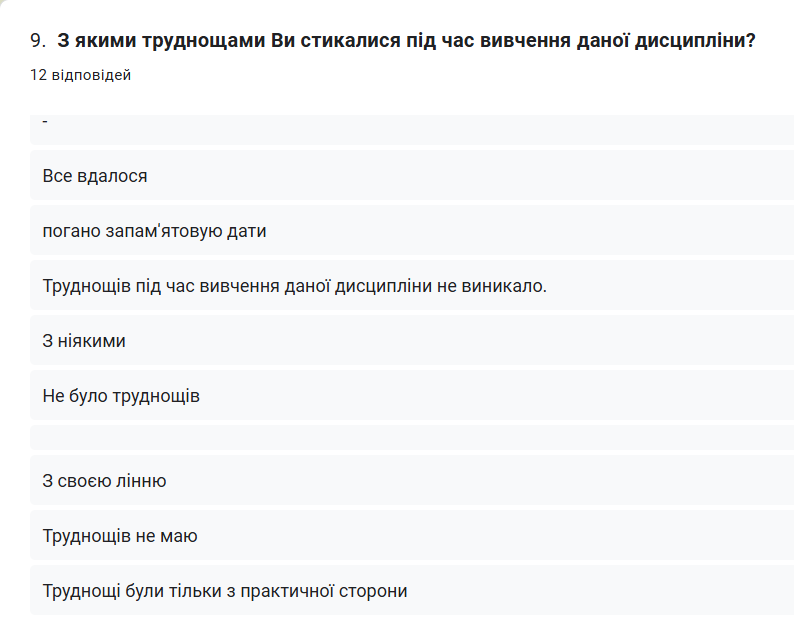 9. З якими труднощами Ви стикалися під час вивчення даної дисципліни?
12 відповідей
-
Все вдалося
погано запам'ятовую дати
Труднощів під час вивчення даної дисципліни не виникало.
З ніякими
Не було труднощів
З своєю лінню
Труднощів не маю
Труднощі були тільки з практичної сторони